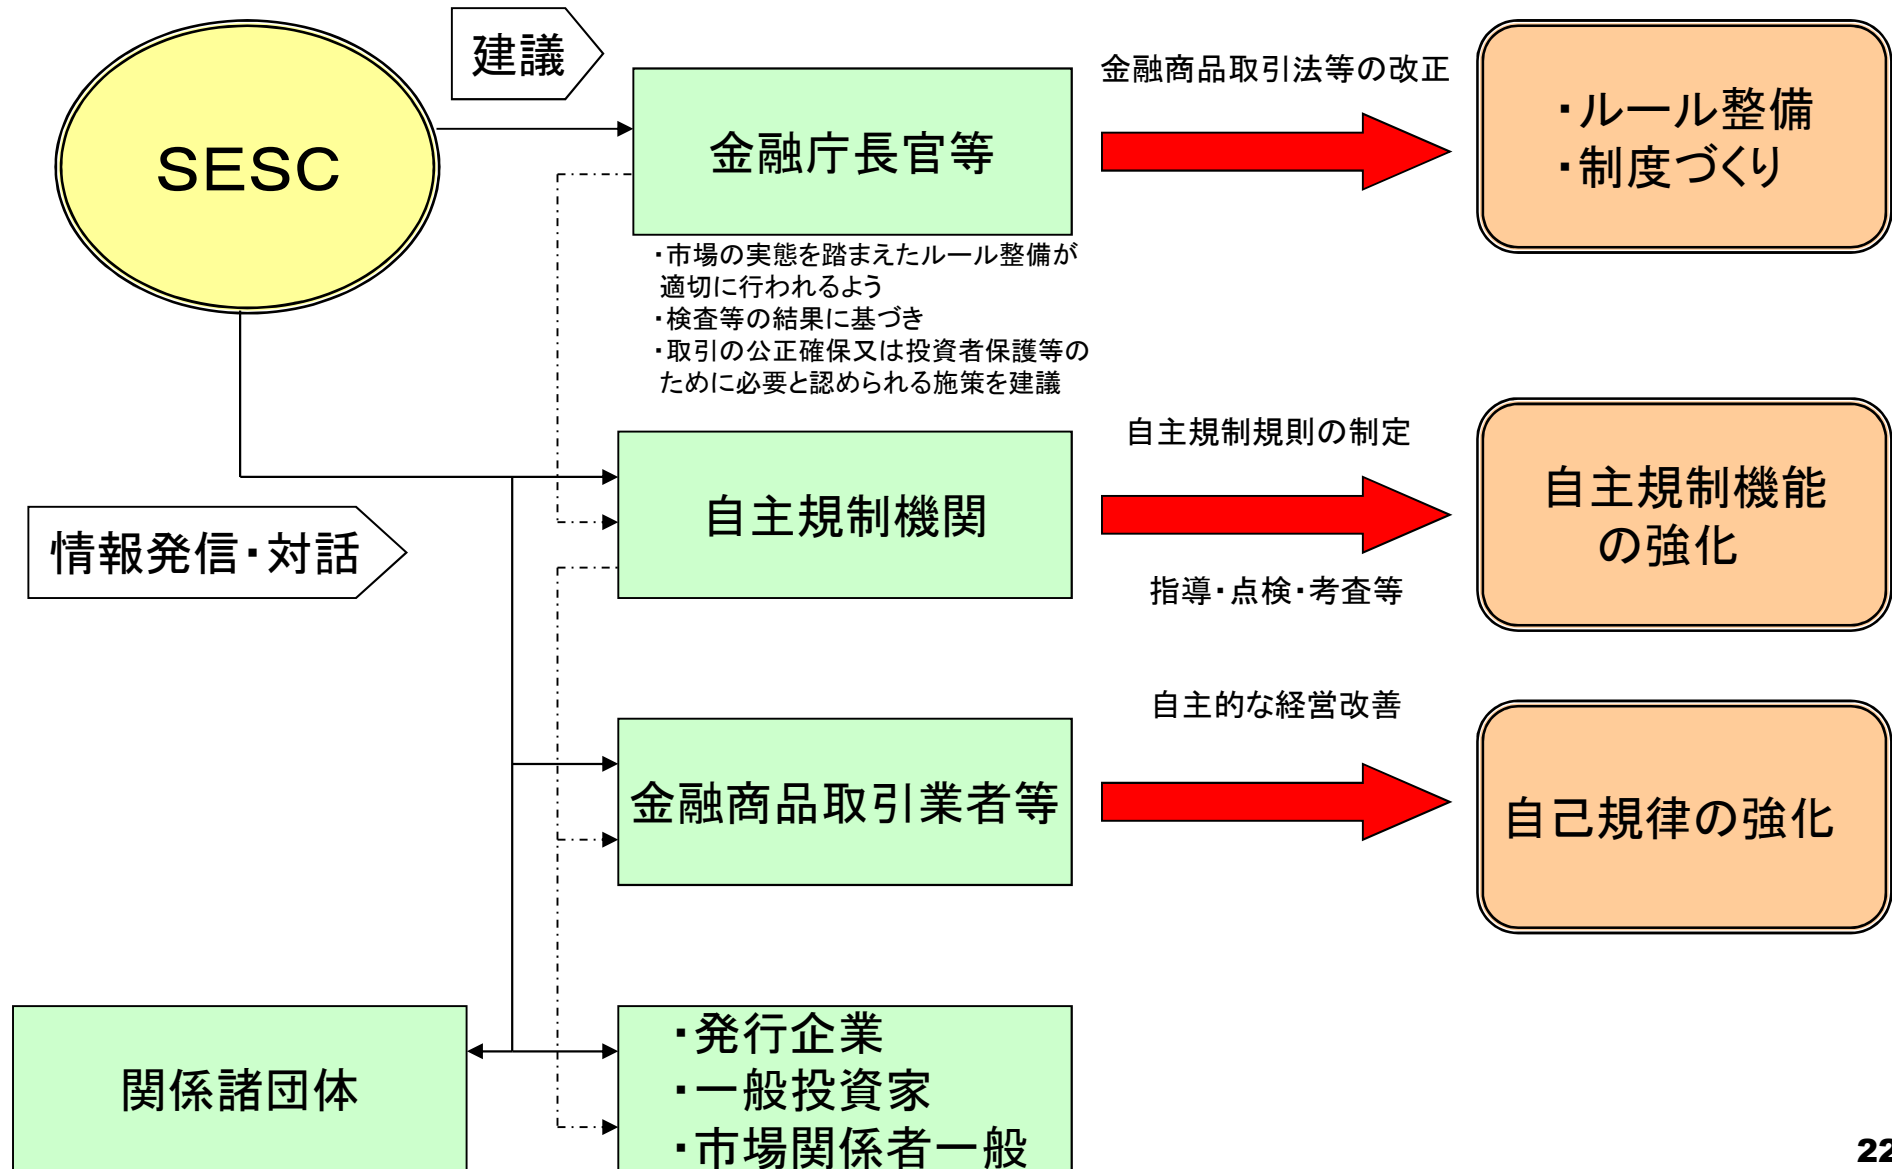 建議
SESC
金融庁長官等
金融商品取引法等の改正
・ルール整備
・制度づくり
・市場の実態を踏まえたルール整備が
適切に行われるよう
・検査等の結果に基づき
・取引の公正確保又は投資者保護等の
ために必要と認められる施策を建議
情報発信・対話
自主規制機関
自主規制規則の制定
指導・点検・考査等
自主規制機能
の強化
金融商品取引業者等
自主的な経営改善
自己規律の強化
関係諸団体
・発行企業
・一般投資家
・市場関係者一般
22